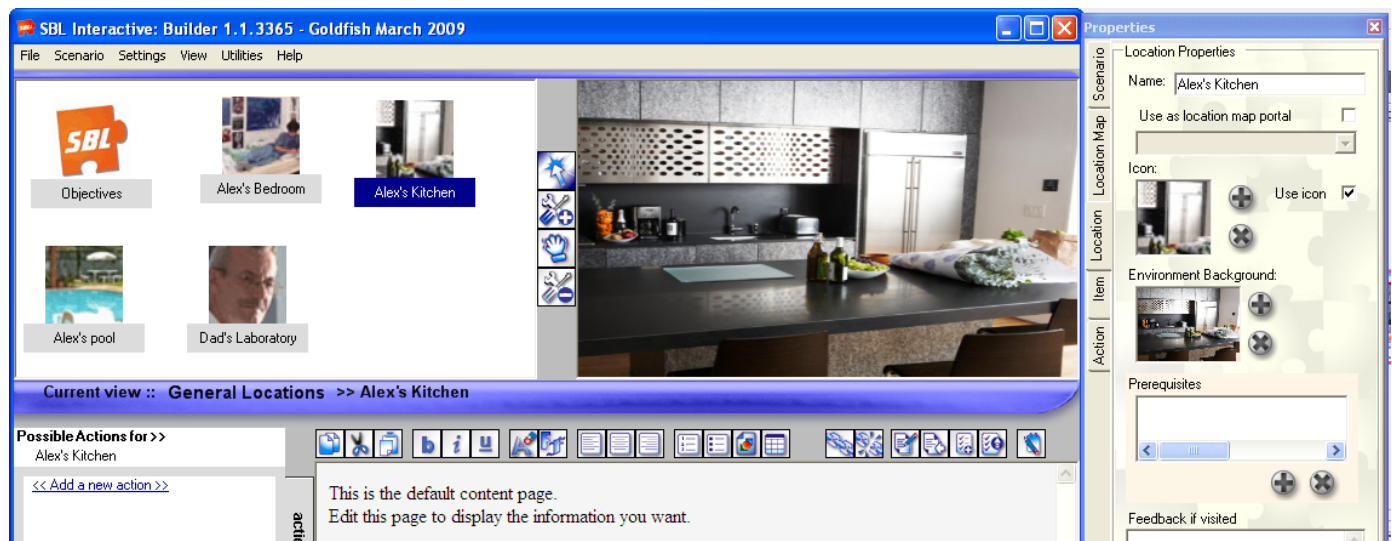 SBL Interactive: Builder 1.1.3365 - Goldfish March 2009
File Scenario Settings View Utilities Help
SBL
Objectives
Alex's Bedroom
Alex's Kitchen
Alex's pool
Dad's Laboratory
Current view :: General Locations >> Alex's Kitchen
Possible Actions for >>
Alex's Kitchen
<< Add a new action >>
b i u
This is the default content page.
Edit this page to display the information you want.
Properties
Scenario
Location Map
Location
Item
Action
Location Properties
Name: Alex's Kitchen
Use as location map portal
Icon:
Use icon
Environment Background:
Prerequisites
Feedback if visited